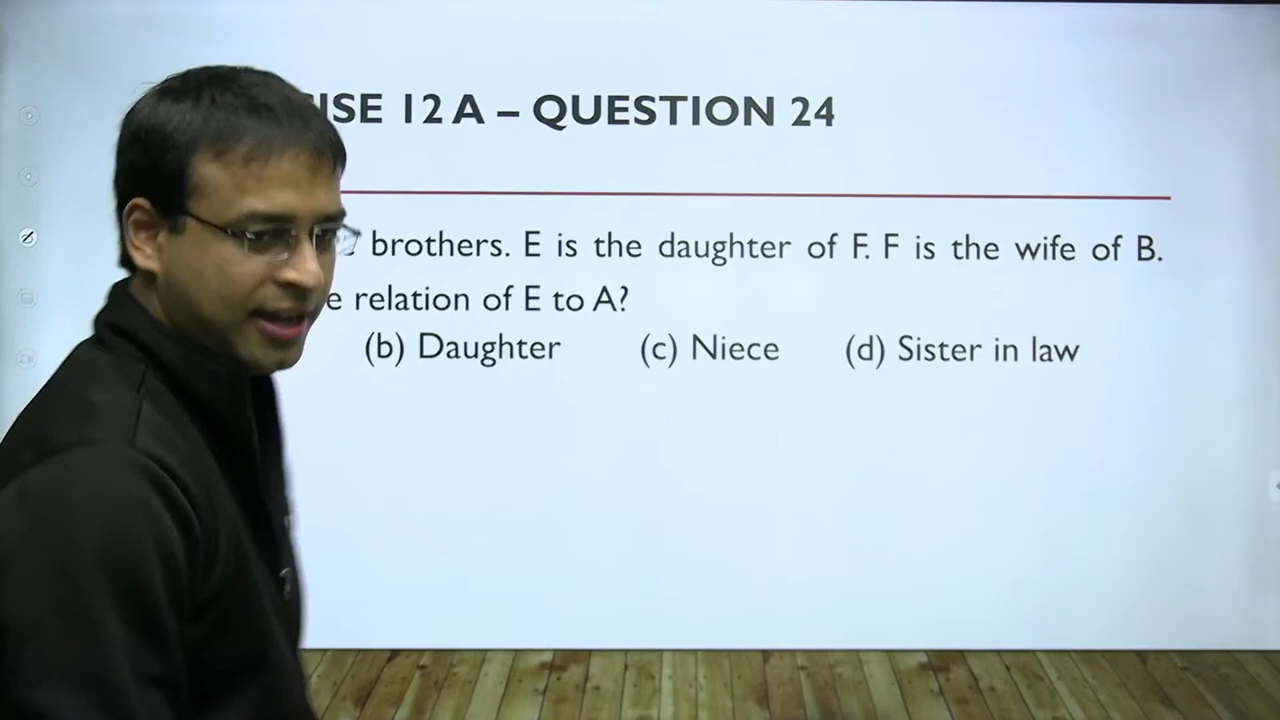 12 A – QUESTION 24
brothers. E is the daughter of F. F is the wife of B.
relation of E to A?
(b) Daughter (c) Niece (d) Sister in law